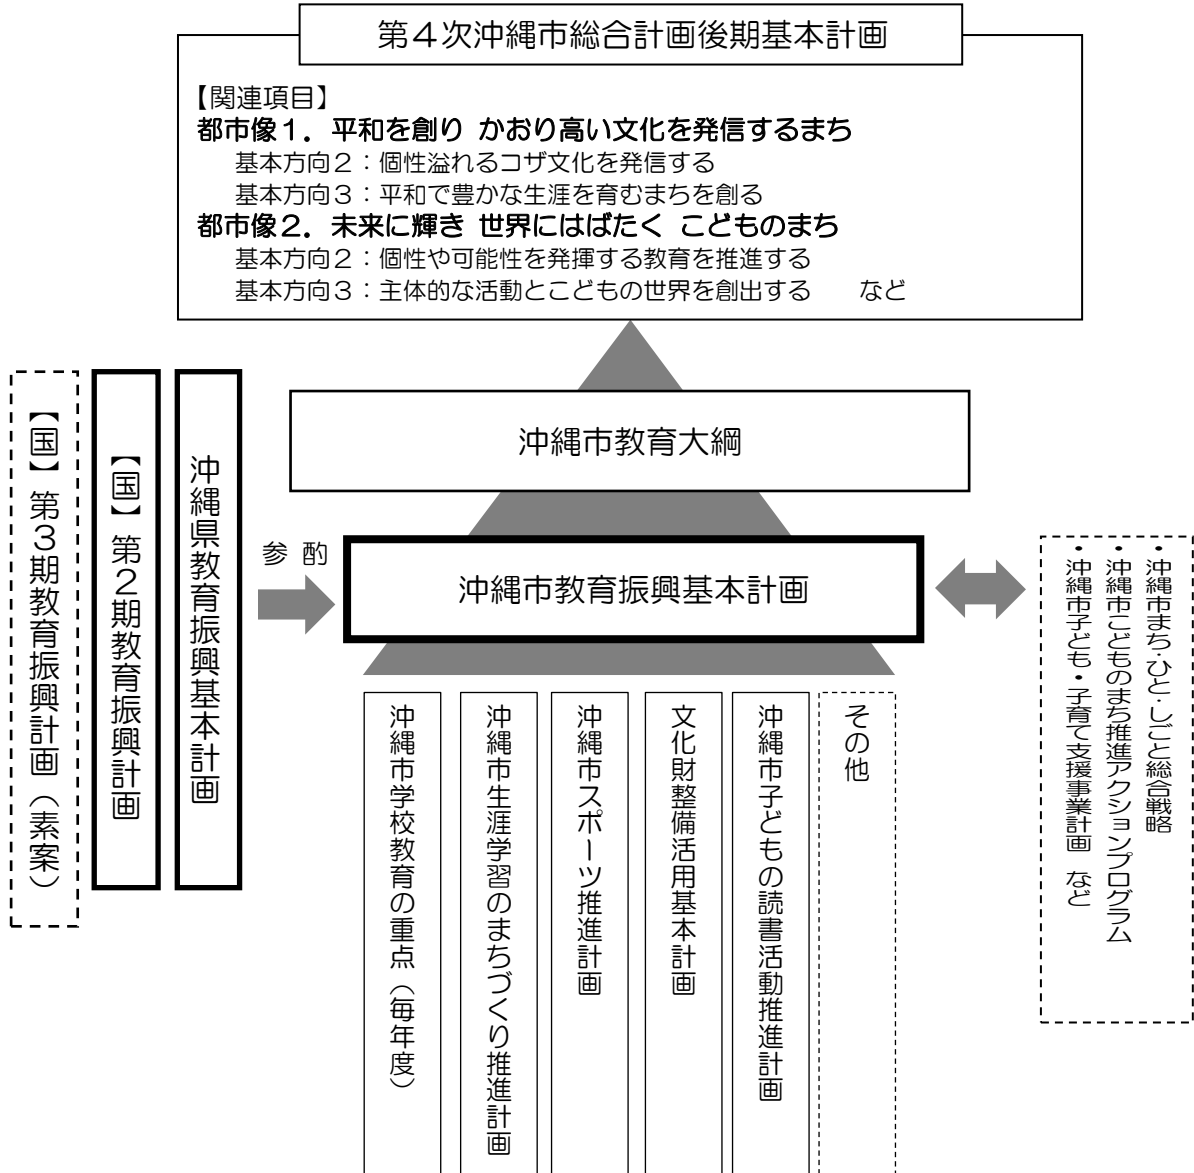 第４次沖縄市総合計画後期基本計画
【関連項目】
都市像１．平和を創り かおり高い文化を発信するまち
基本方向２：個性溢れるコザ文化を発信する
基本方向３：平和で豊かな生涯を育むまちを創る
都市像２．未来に輝き 世界にはばたく こどものまち
基本方向２：個性や可能性を発揮する教育を推進する
基本方向３：主体的な活動とこどもの世界を創出する　　など
沖縄市教育大綱
【国】第３期教育振興計画（素案）
【国】第２期教育振興計画
沖縄県教育振興基本計画
参 酌
沖縄市教育振興基本計画
・沖縄市まち・ひと・しごと総合戦略
・沖縄市こどものまち推進アクションプログラム
・沖縄市子ども・子育て支援事業計画 など
沖縄市学校教育の重点（毎年度）
沖縄市生涯学習のまちづくり推進計画
沖縄市スポーツ推進計画
文化財整備活用基本計画
沖縄市子どもの読書活動推進計画
その他